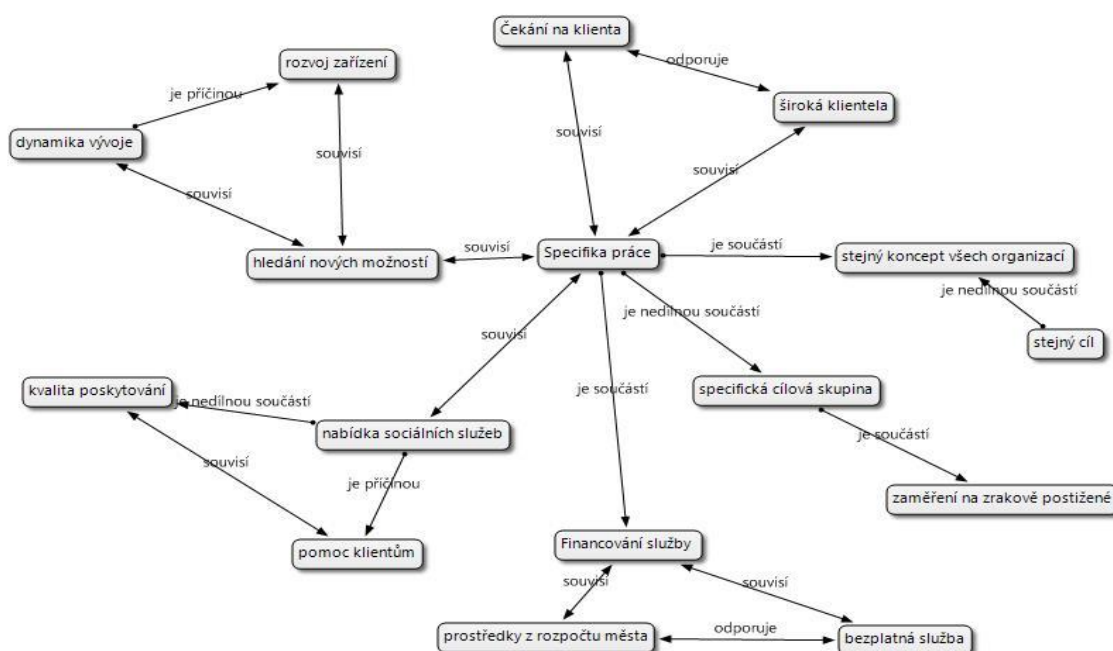 Čekání na klienta
rozvoj zařízení
odporuje
je příčinou
široká klientela
dynamika vývoje
souvisí
souvisí
souvisí
souvisí
hledání nových možností
souvisí
Specifika práce
je součástí
stejný koncept všech organizací
je nedílnou součástí
je nedílnou součástí
souvisí
stejný cíl
kvalita poskytování
je součástí
specifická cílová skupina
je nedílnou součástí
nabídka sociálních služeb
je součástí
souvisí
je příčinou
zaměření na zrakově postižené
Financování služby
pomoc klientům
souvisí
souvisí
prostředky z rozpočtu města
odporuje
bezplatná služba